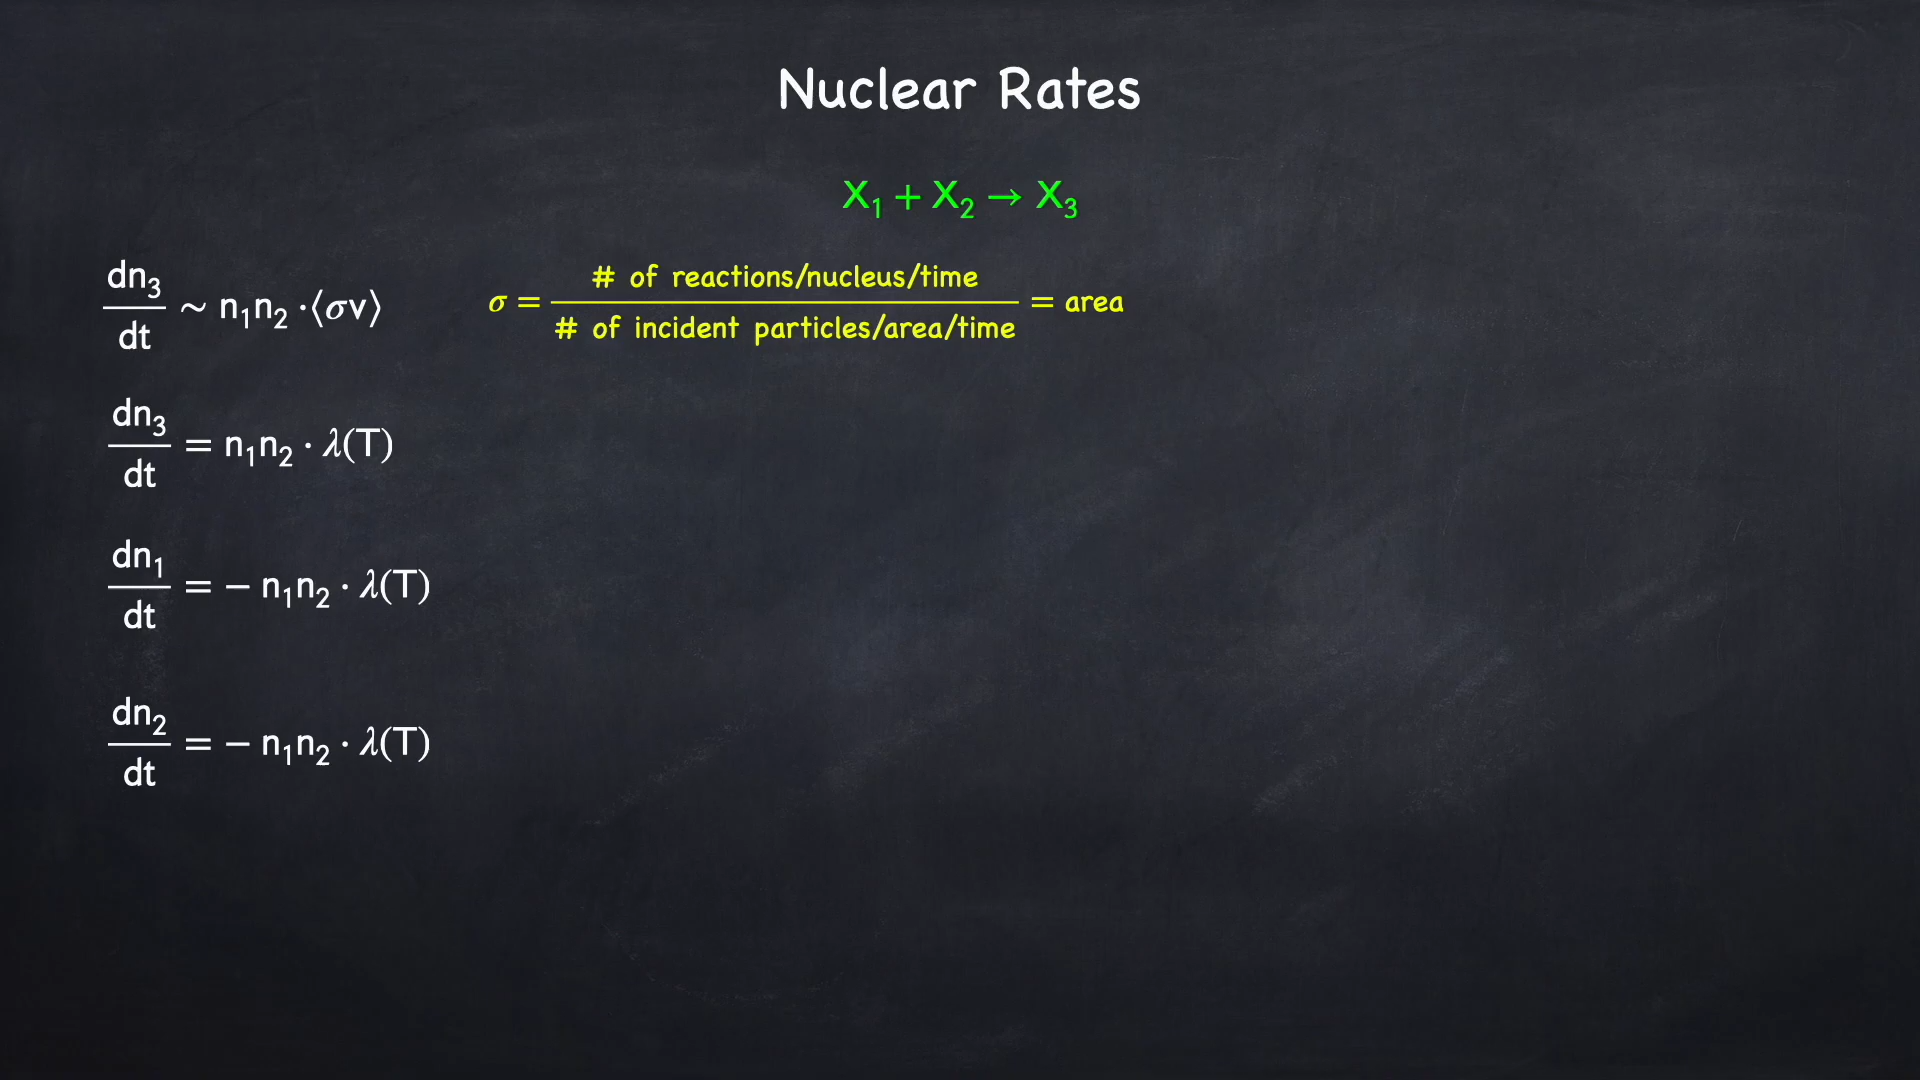 Nuclear Rates
X₁ + X₂ → X₃
dn₃/dt ~ n₁n₂ ·⟨σv⟩
σ = # of reactions/nucleus/time / # of incident particles/area/time = area
dn₃/dt = n₁n₂ · λ(T)
dn₁/dt = − n₁n₂ · λ(T)
dn₂/dt = − n₁n₂ · λ(T)